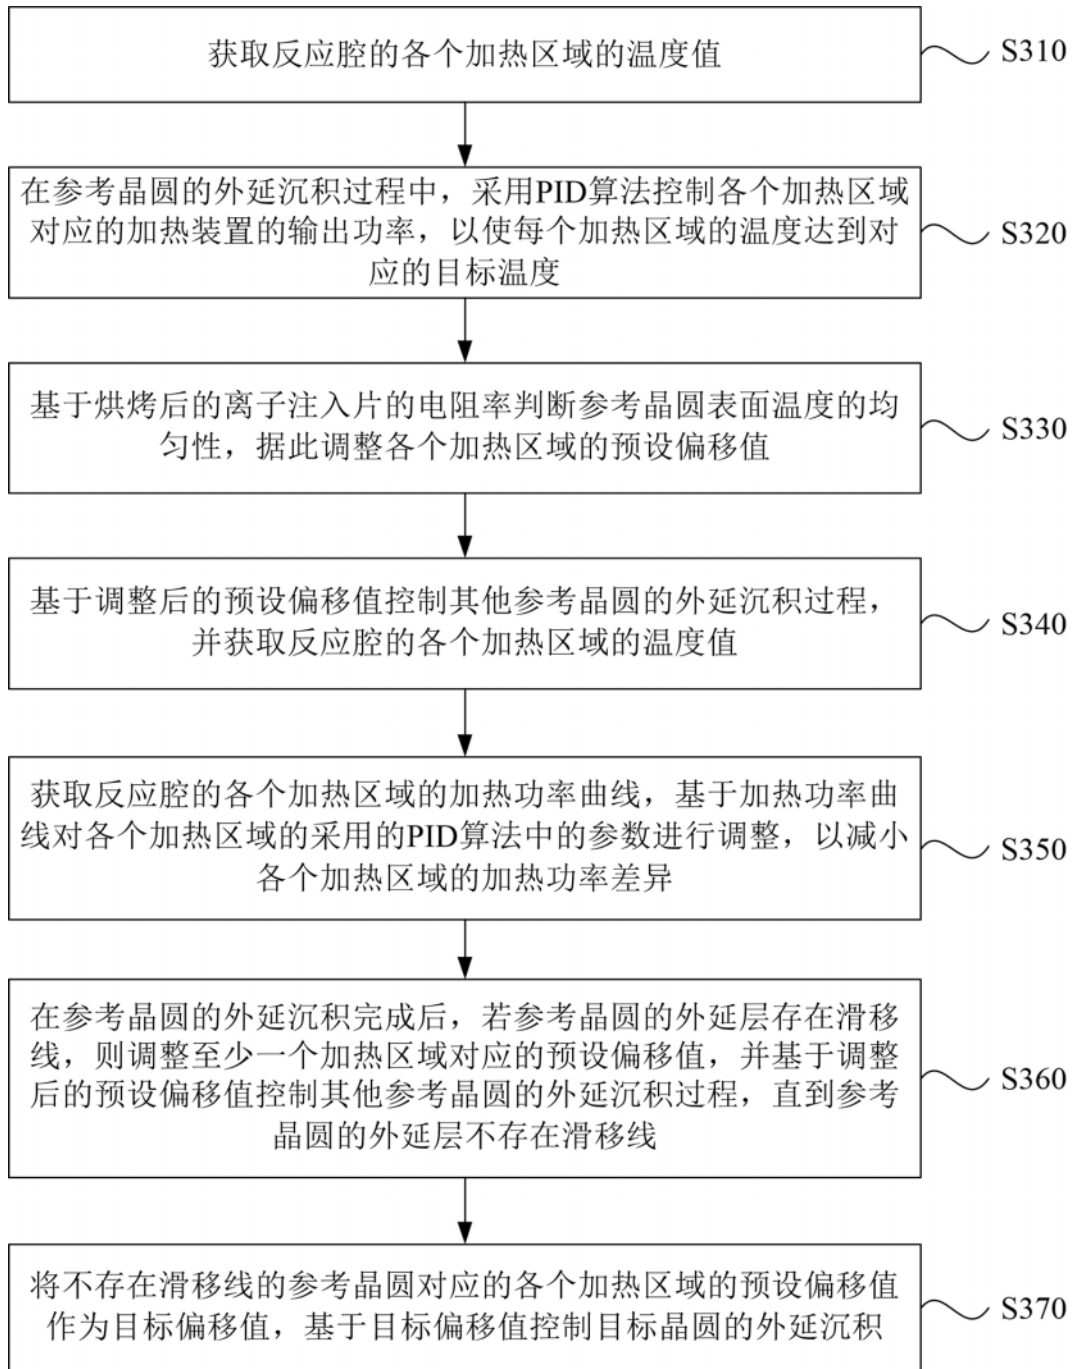 获取反应腔的各个加热区域的温度值
S310
在参考晶圆的外延沉积过程中，采用PID算法控制各个加热区域
对应的加热装置的输出功率，以使每个加热区域的温度达到对
应的目标温度
S320
基于烘烤后的离子注入片的电阻率判断参考晶圆表面温度的均
匀性，据此调整各个加热区域的预设偏移值
S330
基于调整后的预设偏移值控制其他参考晶圆的外延沉积过程，
并获取反应腔的各个加热区域的温度值
S340
获取反应腔的各个加热区域的加热功率曲线，基于加热功率曲
线对各个加热区域的采用的PID算法中的参数进行调整，以减小
各个加热区域的加热功率差异
S350
在参考晶圆的外延沉积完成后，若参考晶圆的外延层存在滑移
线，则调整至少一个加热区域对应的预设偏移值，并基于调整
后的预设偏移值控制其他参考晶圆的外延沉积过程，直到参考
晶圆的外延层不存在滑移线
S360
将不存在滑移线的参考晶圆对应的各个加热区域的预设偏移值
作为目标偏移值，基于目标偏移值控制目标晶圆的外延沉积
S370